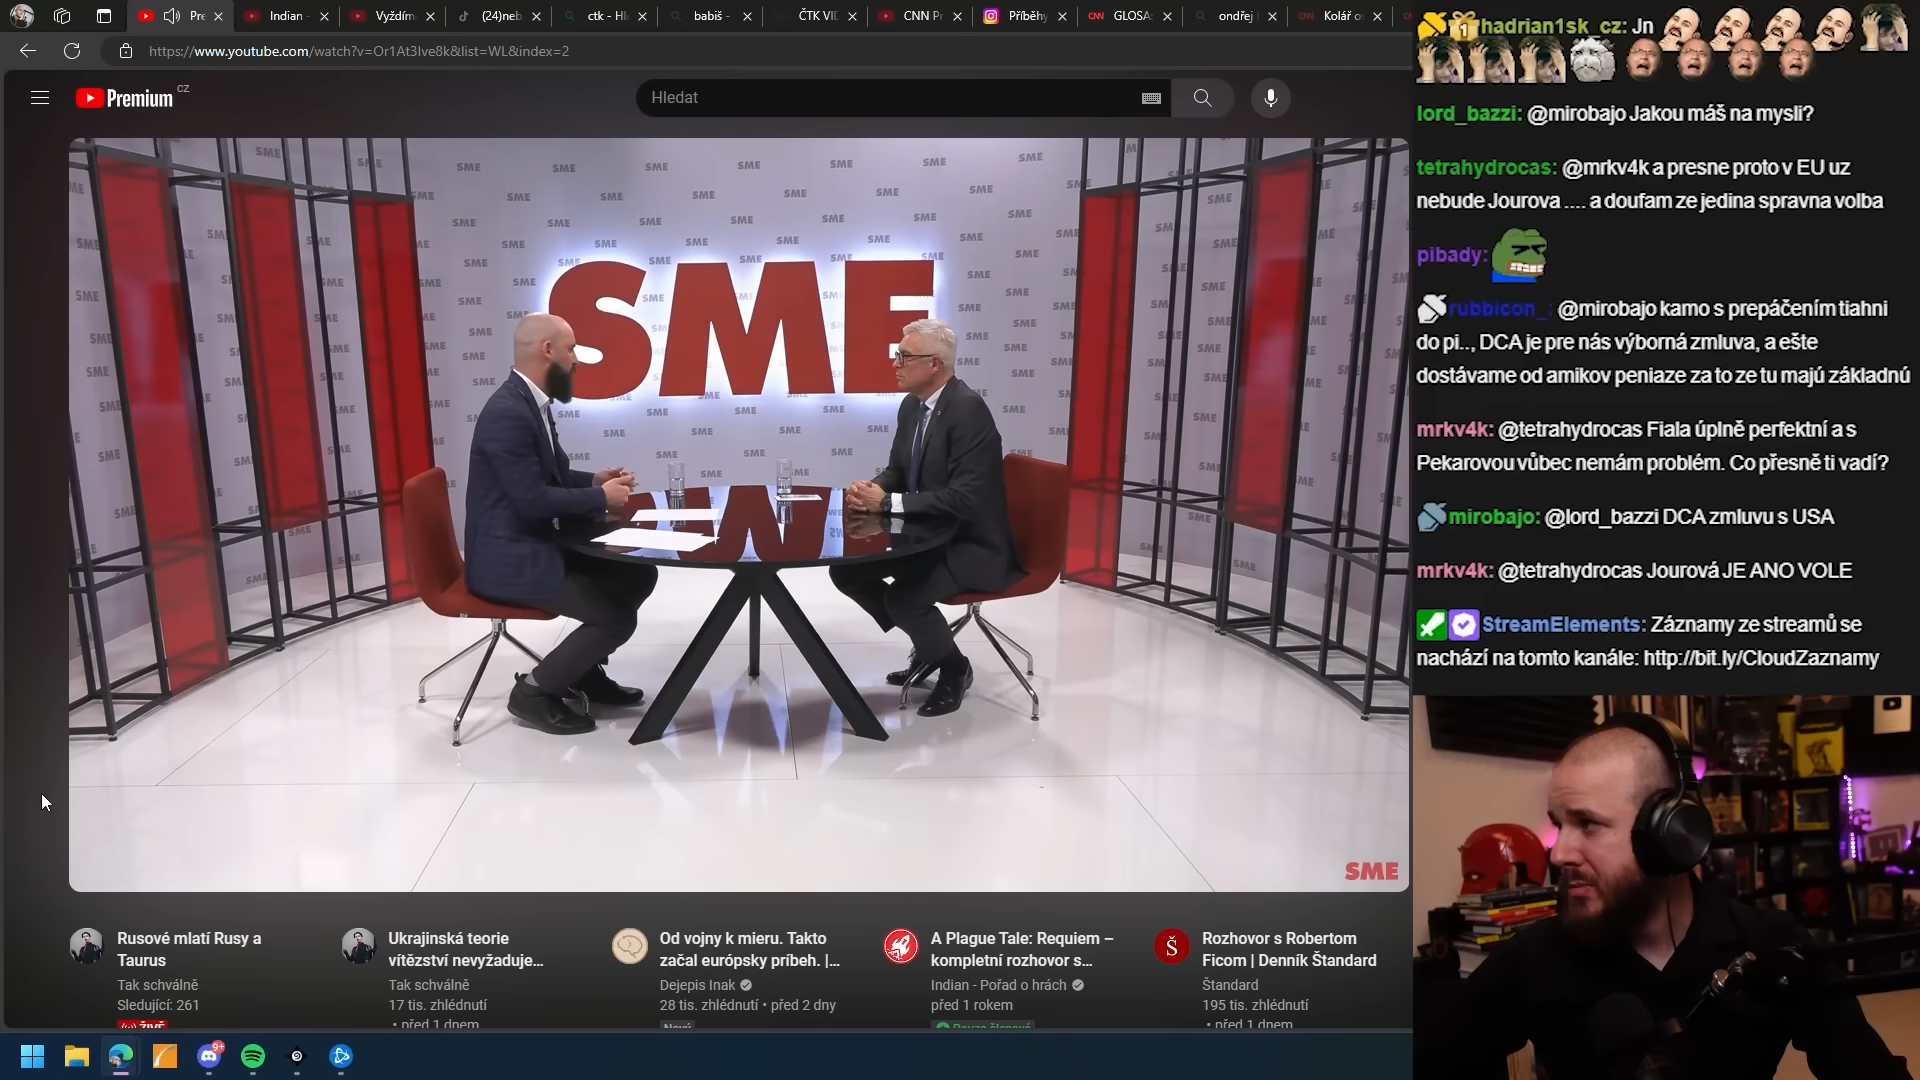 Pre
Indian -
Vyždím
(24)neb
ctk - Hl
babiš -
ČTK VI
CNN P
Příběhy
GLOSA:
ondřej
Kolář o
https://www.youtube.com/watch?v=Or1At3lve8k&list=WL&index=2
Premium CZ
Hledat
SME
SME
Rusové mlatí Rusy a
Taurus
Tak schválně
Sledující: 261
ŽIVĚ
Ukrajinská teorie
vítězství nevyžaduje...
Tak schválně
17 tis. zhlédnutí
• před 1 dnem
Od vojny k mieru. Takto
začal európsky príbeh. |...
Dejepis Inak
28 tis. zhlédnutí • před 2 dny
Nový
A Plague Tale: Requiem –
kompletní rozhovor s...
Indian - Pořad o hrách
před 1 rokem
Pouze členové
Š
Rozhovor s Robertom
Ficom | Denník Štandard
Štandard
195 tis. zhlédnutí
• před 1 dnem
9+
1 hadrian1sk_cz: Jn
lord_bazzi: @mirobajo Jakou máš na mysli?
tetrahydrocas: @mrkv4k a presne proto v EU uz
nebude Jourova .... a doufam ze jedina spravna volba
pibady:
rubbicon_: @mirobajo kamo s prepáčením tiahni
do pi.., DCA je pre nás výborná zmluva, a ešte
dostávame od amikov peniaze za to ze tu majú základnú
mrkv4k: @tetrahydrocas Fiala úplně perfektní a s
Pekarovou vůbec nemám problém. Co přesně ti vadí?
mirobajo: @lord_bazzi DCA zmluvu s USA
mrkv4k: @tetrahydrocas Jourová JE ANO VOLE
StreamElements: Záznamy ze streamů se
nachází na tomto kanále: http://bit.ly/CloudZaznamy